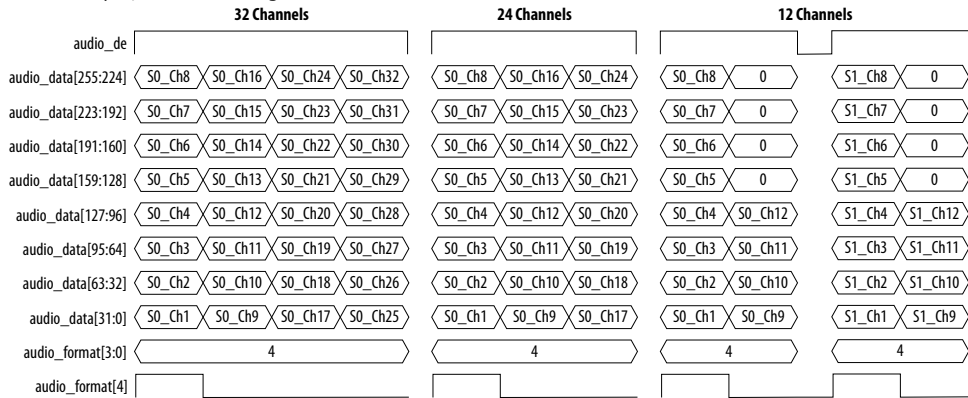 32 Channels 24 Channels 12 Channels
audio_de
audio_data[255:224] S0_Ch8 S0_Ch16 S0_Ch24 S0_Ch32 S0_Ch8 S0_Ch16 S0_Ch24 S0_Ch8 0 S1_Ch8 0
audio_data[223:192] S0_Ch7 S0_Ch15 S0_Ch23 S0_Ch31 S0_Ch7 S0_Ch15 S0_Ch23 S0_Ch7 0 S1_Ch7 0
audio_data[191:160] S0_Ch6 S0_Ch14 S0_Ch22 S0_Ch30 S0_Ch6 S0_Ch14 S0_Ch22 S0_Ch6 0 S1_Ch6 0
audio_data[159:128] S0_Ch5 S0_Ch13 S0_Ch21 S0_Ch29 S0_Ch5 S0_Ch13 S0_Ch21 S0_Ch5 0 S1_Ch5 0
audio_data[127:96] S0_Ch4 S0_Ch12 S0_Ch20 S0_Ch28 S0_Ch4 S0_Ch12 S0_Ch20 S0_Ch4 S0_Ch12 S1_Ch4 S1_Ch12
audio_data[95:64] S0_Ch3 S0_Ch11 S0_Ch19 S0_Ch27 S0_Ch3 S0_Ch11 S0_Ch19 S0_Ch3 S0_Ch11 S1_Ch3 S1_Ch11
audio_data[63:32] S0_Ch2 S0_Ch10 S0_Ch18 S0_Ch26 S0_Ch2 S0_Ch10 S0_Ch18 S0_Ch2 S0_Ch10 S1_Ch2 S1_Ch10
audio_data[31:0] S0_Ch1 S0_Ch9 S0_Ch17 S0_Ch25 S0_Ch1 S0_Ch9 S0_Ch17 S0_Ch1 S0_Ch9 S1_Ch1 S1_Ch9
audio_format[3:0] 4 4 4 4
audio_format[4]